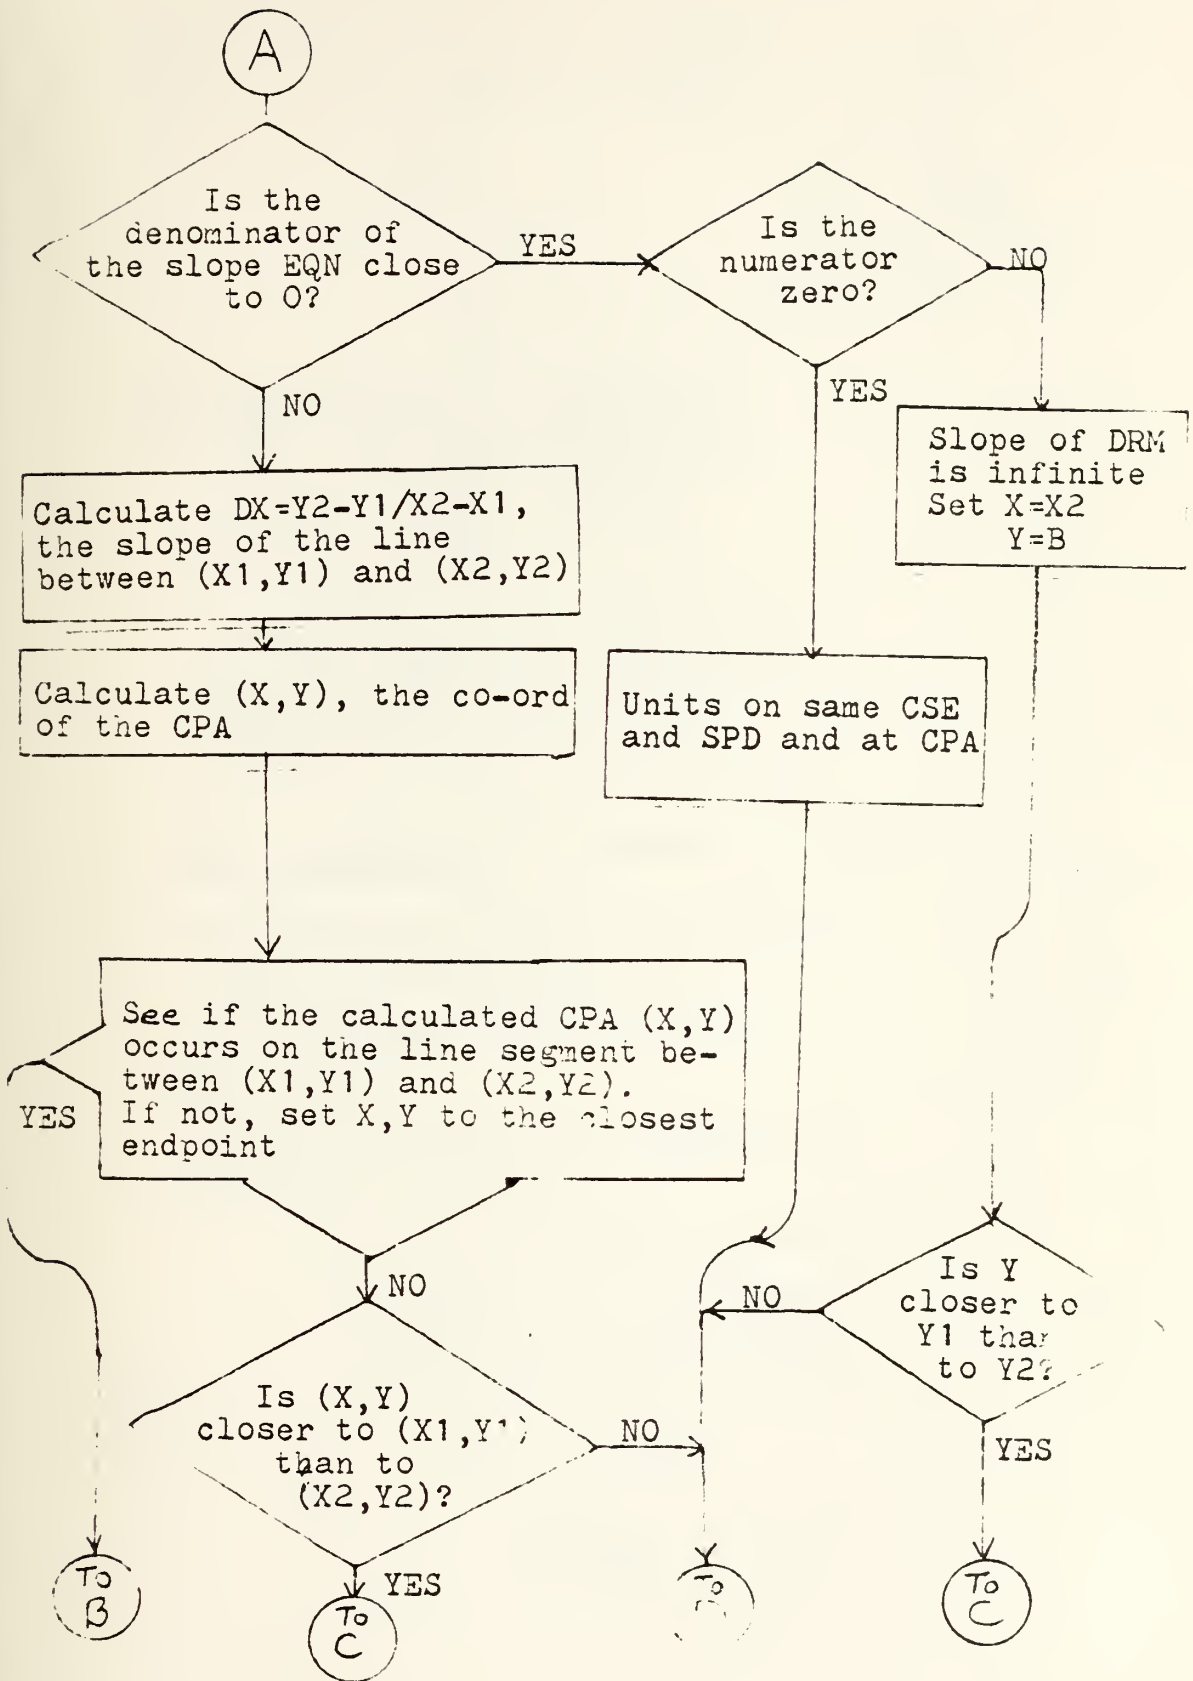 A
Is the
denominator of
the slope EQN close
to 0?
YES
NO
Is the
numerator
zero?
NO
YES
Slope of DRM
is infinite
Set X=X2
Y=B
Calculate DX=Y2-Y1/X2-X1,
the slope of the line
between (X1,Y1) and (X2,Y2)
Calculate (X,Y), the co-ord
of the CPA
Units on same CSE
and SPD and at CPA
See if the calculated CPA (X,Y)
occurs on the line segment be-
tween (X1,Y1) and (X2,Y2).
If not, set X,Y to the closest
endpoint
YES
NO
Is Y
closer to
Y1 than
to Y2?
NO
YES
Is (X,Y)
closer to (X1,Y1)
than to
(X2,Y2)?
NO
YES
To
B
To
C
To
To
C